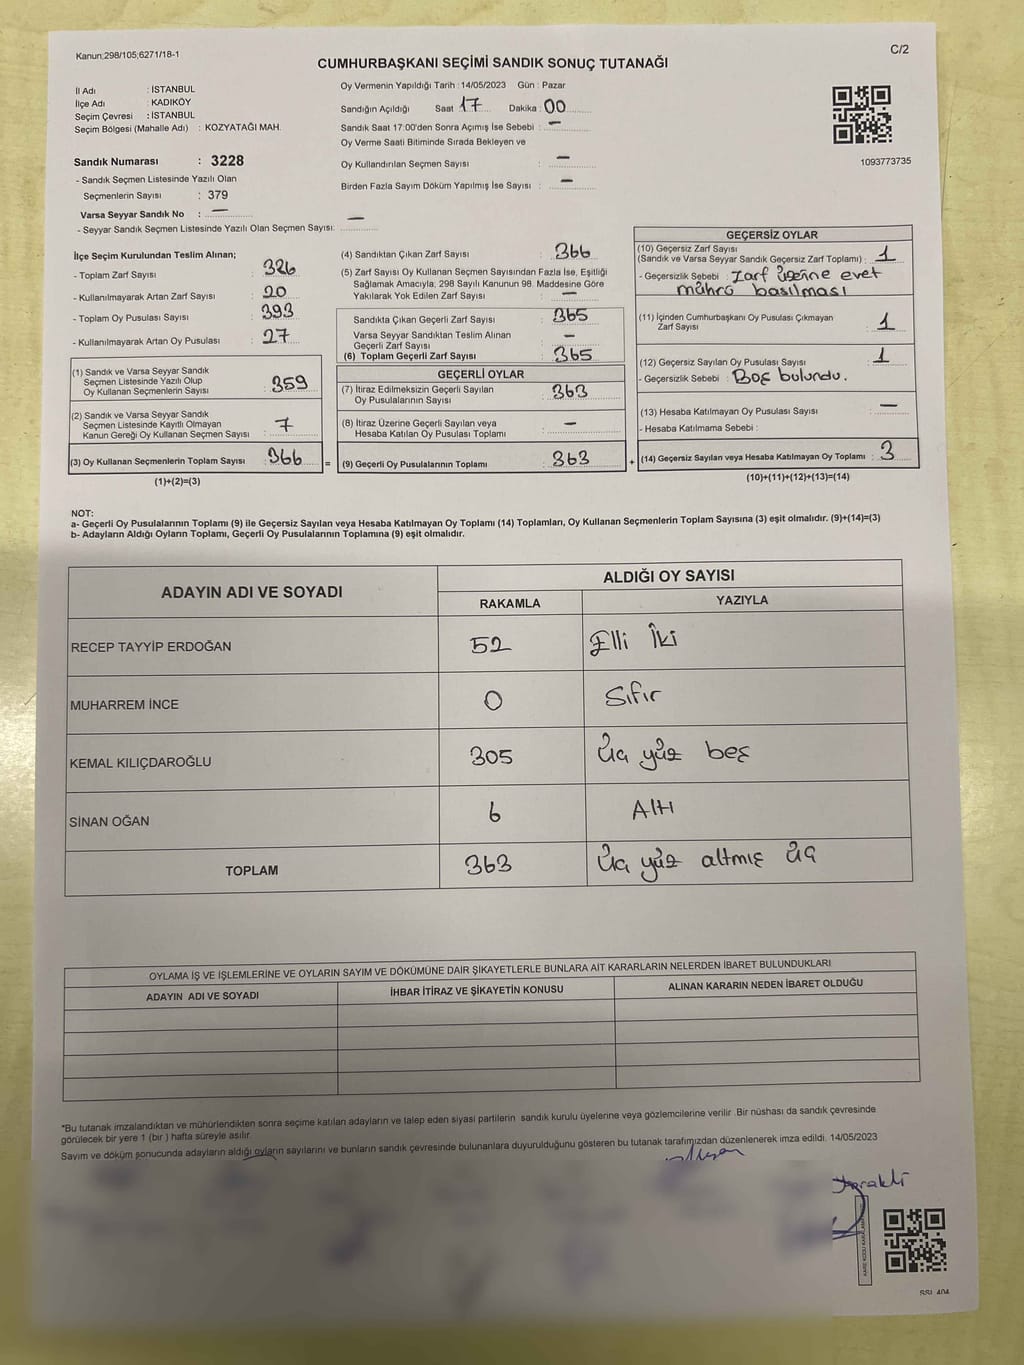 Kanun;298/105;6271/18-1
C/2
CUMHURBAŞKANI SEÇİMİ SANDIK SONUÇ TUTANAĞI
İl Adı : İSTANBUL
İlçe Adı : KADIKÖY
Seçim Çevresi : İSTANBUL
Seçim Bölgesi (Mahalle Adı) : KOZYATAĞI MAH.
Sandık Numarası : 3228
- Sandık Seçmen Listesinde Yazılı Olan
Seçmenlerin Sayısı : 379
Varsa Seyyar Sandık No : —
- Seyyar Sandık Seçmen Listesinde Yazılı Olan Seçmen Sayısı: —
Oy Vermenin Yapıldığı Tarih : 14/05/2023 Gün : Pazar
Sandığın Açıldığı Saat 17 Dakika : 00
Sandık Saat 17:00'den Sonra Açımış İse Sebebi : —
Oy Verme Saati Bitiminde Sırada Bekleyen ve
Oy Kullandırılan Seçmen Sayısı : —
Birden Fazla Sayım Döküm Yapılmış İse Sayısı : —
1093773735
İlçe Seçim Kurulundan Teslim Alınan;
- Toplam Zarf Sayısı : 326
- Kullanılmayarak Artan Zarf Sayısı : 20
- Toplam Oy Pusulası Sayısı : 393
- Kullanılmayarak Artan Oy Pusulası : 27
(1) Sandık ve Varsa Seyyar Sandık
Seçmen Listesinde Yazılı Olup
Oy Kullanan Seçmenlerin Sayısı : 359
(2) Sandık ve Varsa Seyyar Sandık
Seçmen Listesinde Kayıtlı Olmayan
Kanun Gereği Oy Kullanan Seçmen Sayısı : 7
(3) Oy Kullanan Seçmenlerin Toplam Sayısı : 366
(1)+(2)=(3)
(4) Sandıktan Çıkan Zarf Sayısı : 366
(5) Zarf Sayısı Oy Kullanan Seçmen Sayısından Fazla İse, Eşitliği
Sağlamak Amacıyla, 298 Sayılı Kanunun 98. Maddesine Göre
Yakılarak Yok Edilen Zarf Sayısı : —
Sandıkta Çıkan Geçerli Zarf Sayısı : 365
Varsa Seyyar Sandıktan Teslim Alınan
Geçerli Zarf Sayısı : —
(6) Toplam Geçerli Zarf Sayısı : 365
GEÇERLİ OYLAR
(7) İtiraz Edilmeksizin Geçerli Sayılan
Oy Pusulalarının Sayısı : 363
(8) İtiraz Üzerine Geçerli Sayılan veya
Hesaba Katılan Oy Pusulası Toplamı : —
= (9) Geçerli Oy Pusulalarının Toplamı : 363
GEÇERSİZ OYLAR
(10) Geçersiz Zarf Sayısı
(Sandık ve Varsa Seyyar Sandık Geçersiz Zarf Toplamı) : 1
- Geçersizlik Sebebi : Zarf üzerine evet
mührü basılması
(11) İçinden Cumhurbaşkanı Oy Pusulası Çıkmayan
Zarf Sayısı : 1
(12) Geçersiz Sayılan Oy Pusulası Sayısı : 1
- Geçersizlik Sebebi : Boş bulundu.
(13) Hesaba Katılmayan Oy Pusulası Sayısı : —
- Hesaba Katılmama Sebebi :
+ (14) Geçersiz Sayılan veya Hesaba Katılmayan Oy Toplamı : 3
(10)+(11)+(12)+(13)=(14)
NOT:
a- Geçerli Oy Pusulalarının Toplamı (9) ile Geçersiz Sayılan veya Hesaba Katılmayan Oy Toplamı (14) Toplamları, Oy Kullanan Seçmenlerin Toplam Sayısına (3) eşit olmalıdır. (9)+(14)=(3)
b- Adayların Aldığı Oyların Toplamı, Geçerli Oy Pusulalarının Toplamına (9) eşit olmalıdır.
ADAYIN ADI VE SOYADI
ALDIĞI OY SAYISI
RAKAMLA YAZIYLA
RECEP TAYYİP ERDOĞAN 52 Elli İki
MUHARREM İNCE 0 Sıfır
KEMAL KILIÇDAROĞLU 305 Üç yüz beş
SİNAN OĞAN 6 Altı
TOPLAM 363 Üç yüz altmış üç
OYLAMA İŞ VE İŞLEMLERİNE VE OYLARIN SAYIM VE DÖKÜMÜNE DAİR ŞİKAYETLERLE BUNLARA AİT KARARLARIN NELERDEN İBARET BULUNDUKLARI
ADAYIN ADI VE SOYADI İHBAR İTİRAZ VE ŞİKAYETİN KONUSU ALINAN KARARIN NEDEN İBARET OLDUĞU
*Bu tutanak imzalandıktan ve mühürlendikten sonra seçime katılan adayların ve talep eden siyasi partilerin sandık kurulu üyelerine veya gözlemcilerine verilir. Bir nüshası da sandık çevresinde
görülecek bir yere 1 (bir ) hafta süreyle asılır.
Sayım ve döküm sonucunda adayların aldığı oyların sayılarını ve bunların sandık çevresinde bulunanlara duyurulduğunu gösteren bu tutanak tarafımızdan düzenlenerek imza edildi. 14/05/2023